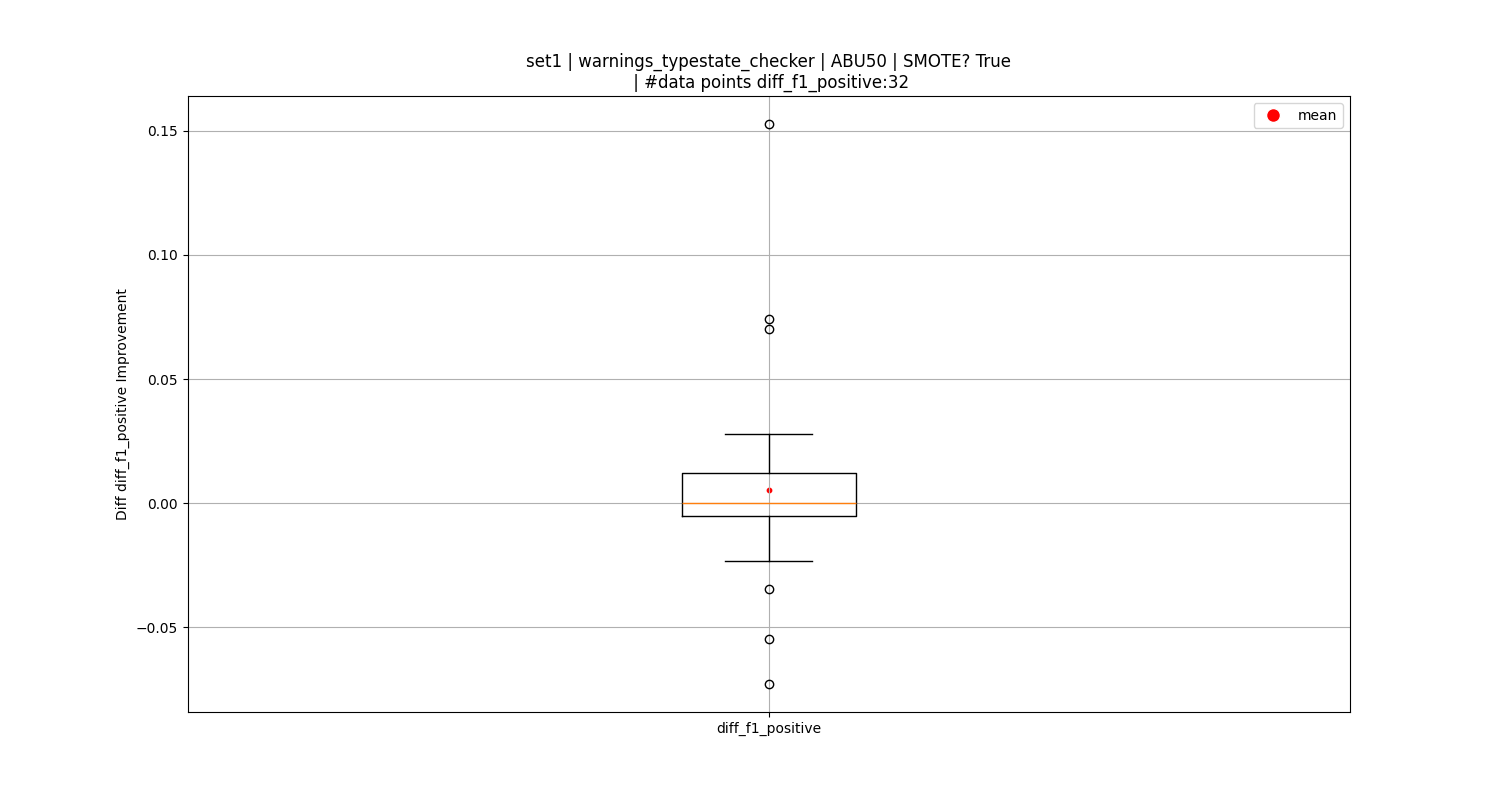 set1 | warnings_typestate_checker | ABU50 | SMOTE? True
| #data points diff_f1_positive:32
mean
0.15
0.10
0.05
0.00
−0.05
Diff diff_f1_positive Improvement
diff_f1_positive